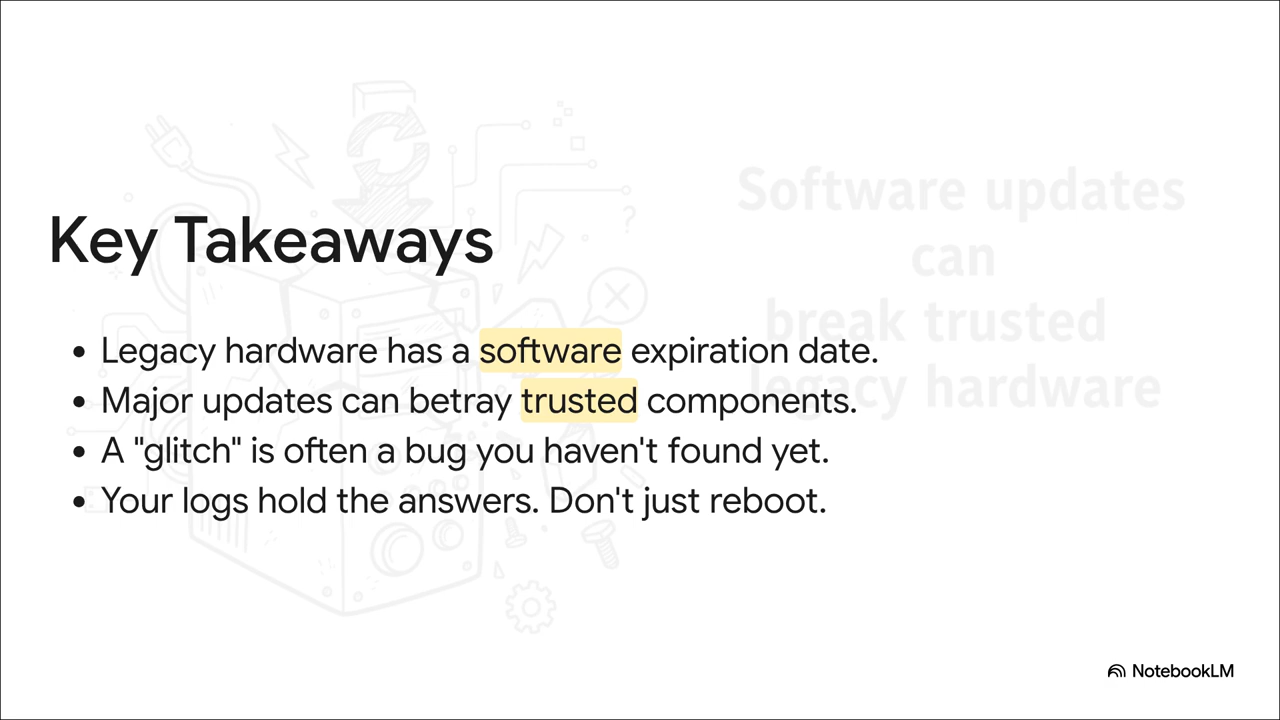 Key Takeaways
• Legacy hardware has a software expiration date.
• Major updates can betray trusted components.
• A "glitch" is often a bug you haven't found yet.
• Your logs hold the answers. Don't just reboot.
Software updates
can
break trusted
legacy hardware
?
NotebookLM